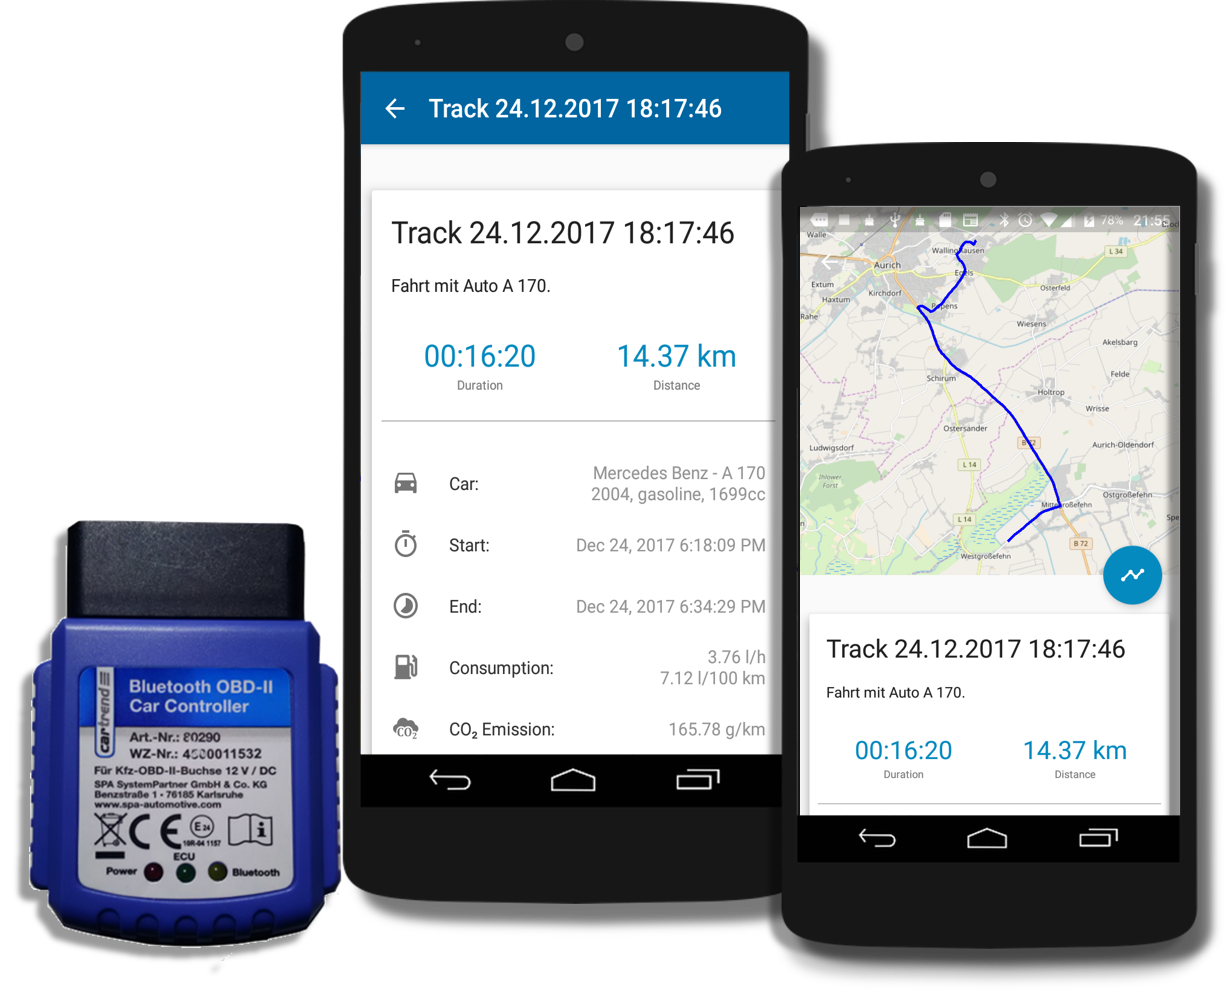 Track 24.12.2017 18:17:46
Track 24.12.2017 18:17:46
Fahrt mit Auto A 170.
00:16:20
Duration
14.37 km
Distance
Car:
Mercedes Benz - A 170
2004, gasoline, 1699cc
Start:
Dec 24, 2017 6:18:09 PM
End:
Dec 24, 2017 6:34:29 PM
Consumption:
3.76 l/h
7.12 l/100 km
CO₂
CO₂ Emission:
165.78 g/km
78%
21:55
Walle
Wallinghausen
L 34
Aurich
Egels
Extum
Kirchdorf
Osterfeld
Haxtum
Popens
Rahe
Wiesens
Akelsbarg
Schirum
Felde
Holtrop
Wrisse
Ostersander
B 72
Aurich-Oldendorf
Ludwigsdorf
L 14
Ihlower
Forst
Ostgroßefehn
Mittegroßefehn
Spe
L 14
B 72
Westgroßefehn
Track 24.12.2017 18:17:46
Fahrt mit Auto A 170.
00:16:20
Duration
14.37 km
Distance
cartrend
Bluetooth OBD-II
Car Controller
Art.-Nr.: 80290
WZ-Nr.: 4500011532
Für Kfz-OBD-II-Buchse 12 V / DC
SPA SystemPartner GmbH & Co. KG
Benzstraße 1 • 76185 Karlsruhe
www.spa-automotive.com
CE
E 24
10R-04 1157
i
ECU
Power
Bluetooth